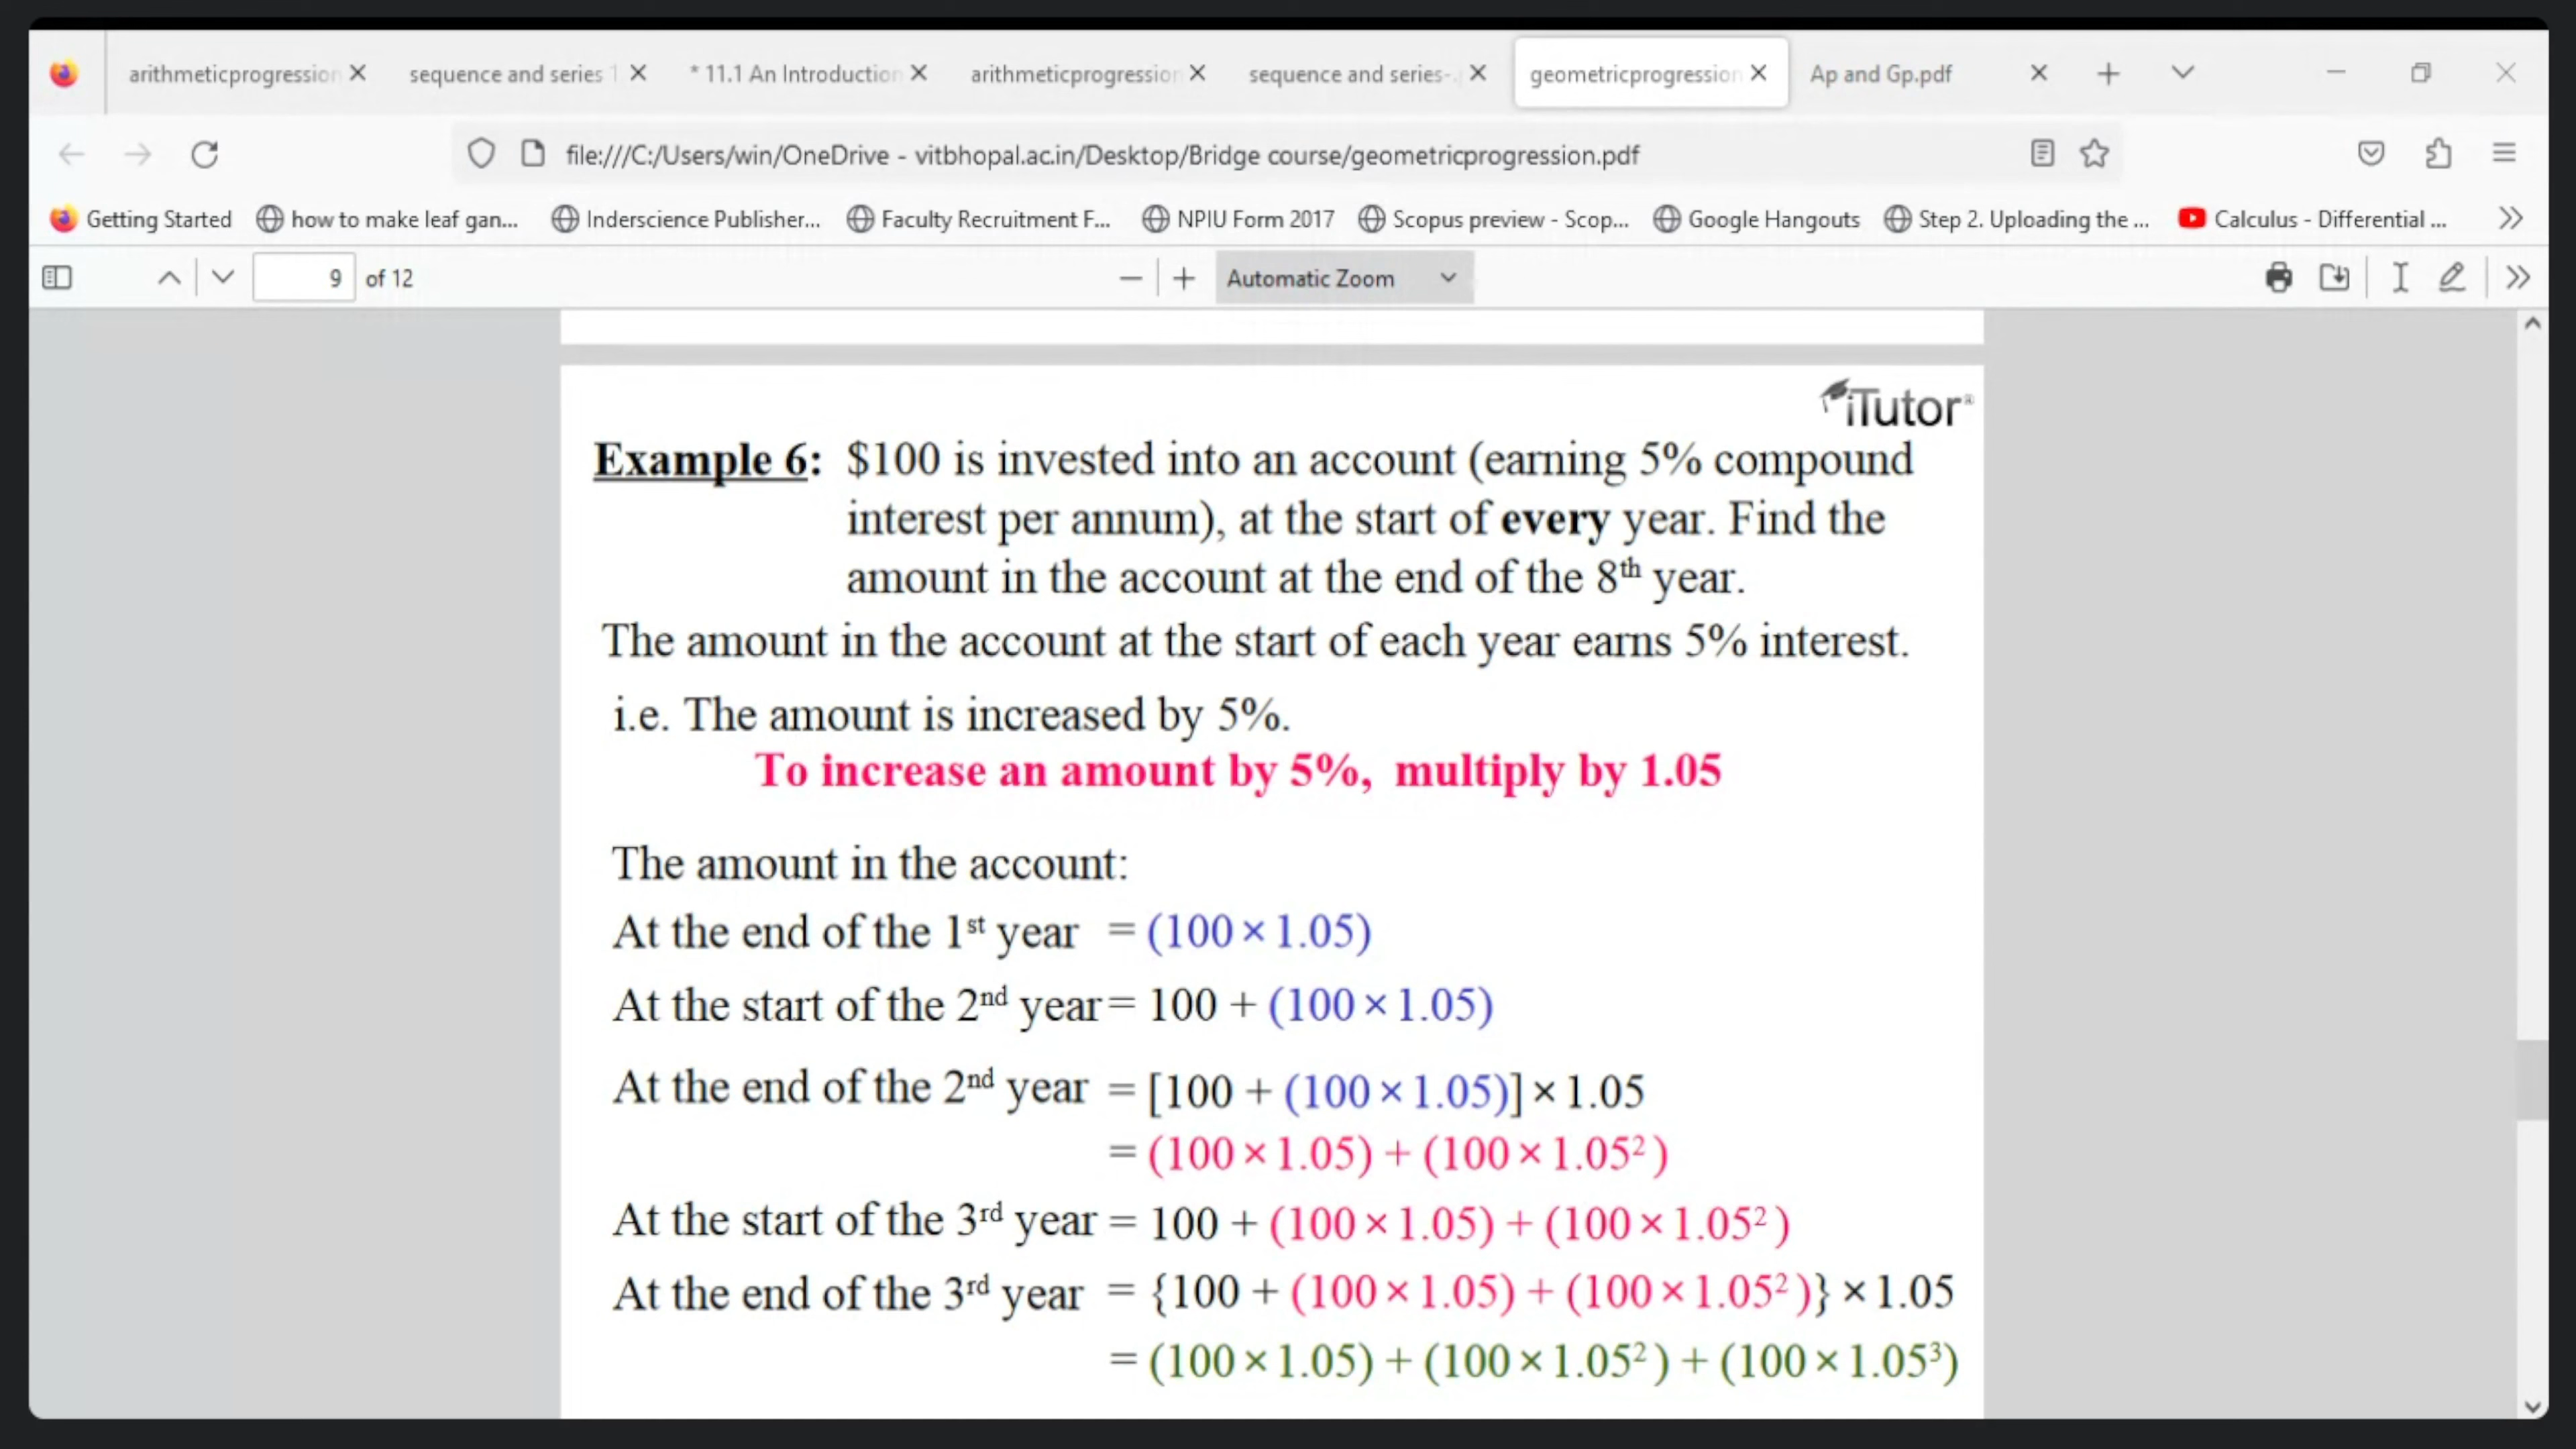 arithmeticprogression
sequence and series 1
* 11.1 An Introduction
arithmeticprogression
sequence and series-
geometricprogression
Ap and Gp.pdf
file:///C:/Users/win/OneDrive - vitbhopal.ac.in/Desktop/Bridge course/geometricprogression.pdf
Getting Started
how to make leaf gan...
Inderscience Publisher...
Faculty Recruitment F...
NPIU Form 2017
Scopus preview - Scop...
Google Hangouts
Step 2. Uploading the ...
Calculus - Differential ...
9 of 12
Automatic Zoom
iTutor®
Example 6: $100 is invested into an account (earning 5% compound
interest per annum), at the start of every year. Find the
amount in the account at the end of the 8th year.
The amount in the account at the start of each year earns 5% interest.
i.e. The amount is increased by 5%.
To increase an amount by 5%, multiply by 1.05
The amount in the account:
At the end of the 1st year = (100 × 1.05)
At the start of the 2nd year = 100 + (100 × 1.05)
At the end of the 2nd year = [100 + (100 × 1.05)] × 1.05
= (100 × 1.05) + (100 × 1.05²)
At the start of the 3rd year = 100 + (100 × 1.05) + (100 × 1.05²)
At the end of the 3rd year = {100 + (100 × 1.05) + (100 × 1.05²)} × 1.05
= (100 × 1.05) + (100 × 1.05²) + (100 × 1.05³)